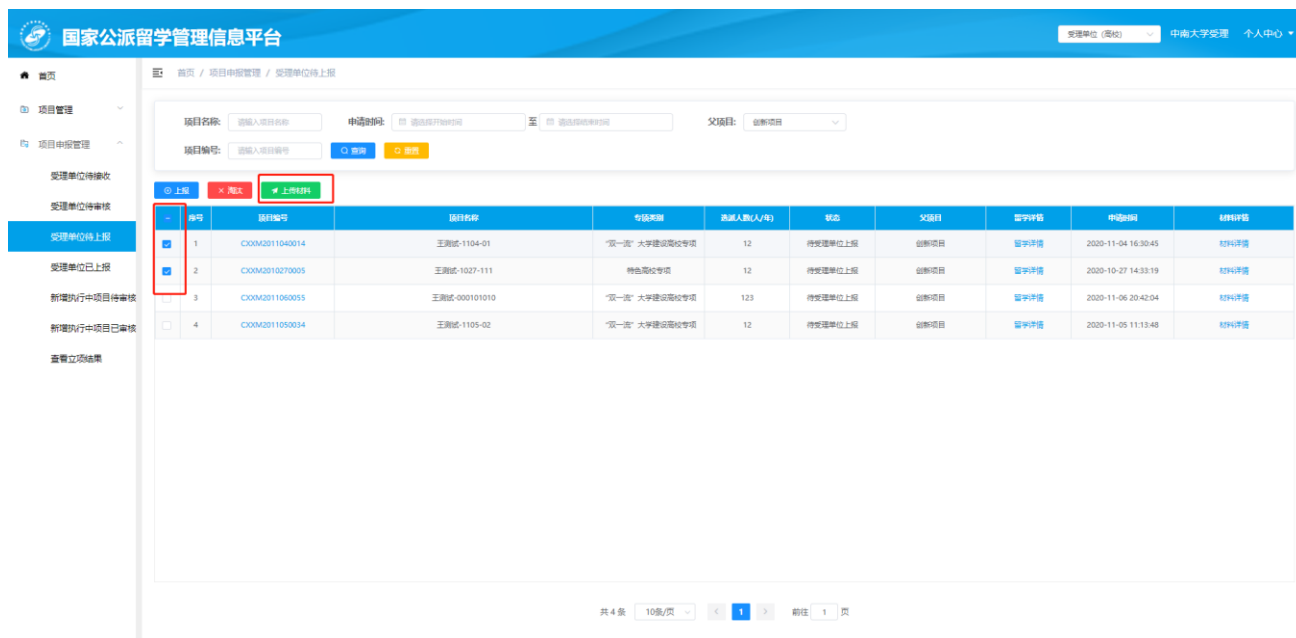 国家公派留学管理信息平台
受理单位 (高校) 中南大学受理 个人中心
首页
首页 / 项目申报管理 / 受理单位待上报
项目管理
项目名称: 请输入项目名称 申请时间: 请选择开始时间 至 请选择结束时间 父项目: 创新项目
项目申报管理
项目编号: 请输入项目编号 查询 重置
受理单位待接收
上报 淘汰 上传材料
受理单位待审核
序号 项目编号 项目名称 专项类别 选派人数(人/年) 状态 父项目 留学详情 申请时间 材料详情
受理单位待上报
1 CXXM2011040014 王测试-1104-01 “双一流” 大学建设高校专项 12 待受理单位上报 创新项目 留学详情 2020-11-04 16:30:45 材料详情
受理单位已上报
2 CXXM2010270005 王测试-1027-111 特色高校专项 12 待受理单位上报 创新项目 留学详情 2020-10-27 14:33:19 材料详情
新增执行中项目待审核
3 CXXM2011060055 王测试-000101010 “双一流” 大学建设高校专项 123 待受理单位上报 创新项目 留学详情 2020-11-06 20:42:04 材料详情
新增执行中项目已审核
4 CXXM2011050034 王测试-1105-02 “双一流” 大学建设高校专项 12 待受理单位上报 创新项目 留学详情 2020-11-05 11:13:48 材料详情
查看立项结果
共 4 条 10条/页 < 1 > 前往 1 页